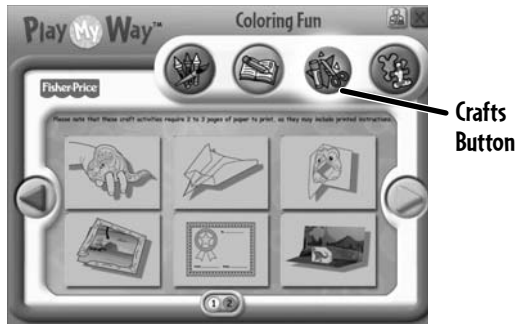 Play My Way™
Coloring Fun
Fisher-Price
Please note that these craft activities require 2 to 3 pages of paper to print, as they may include printed instructions.
Crafts
Button
1 2